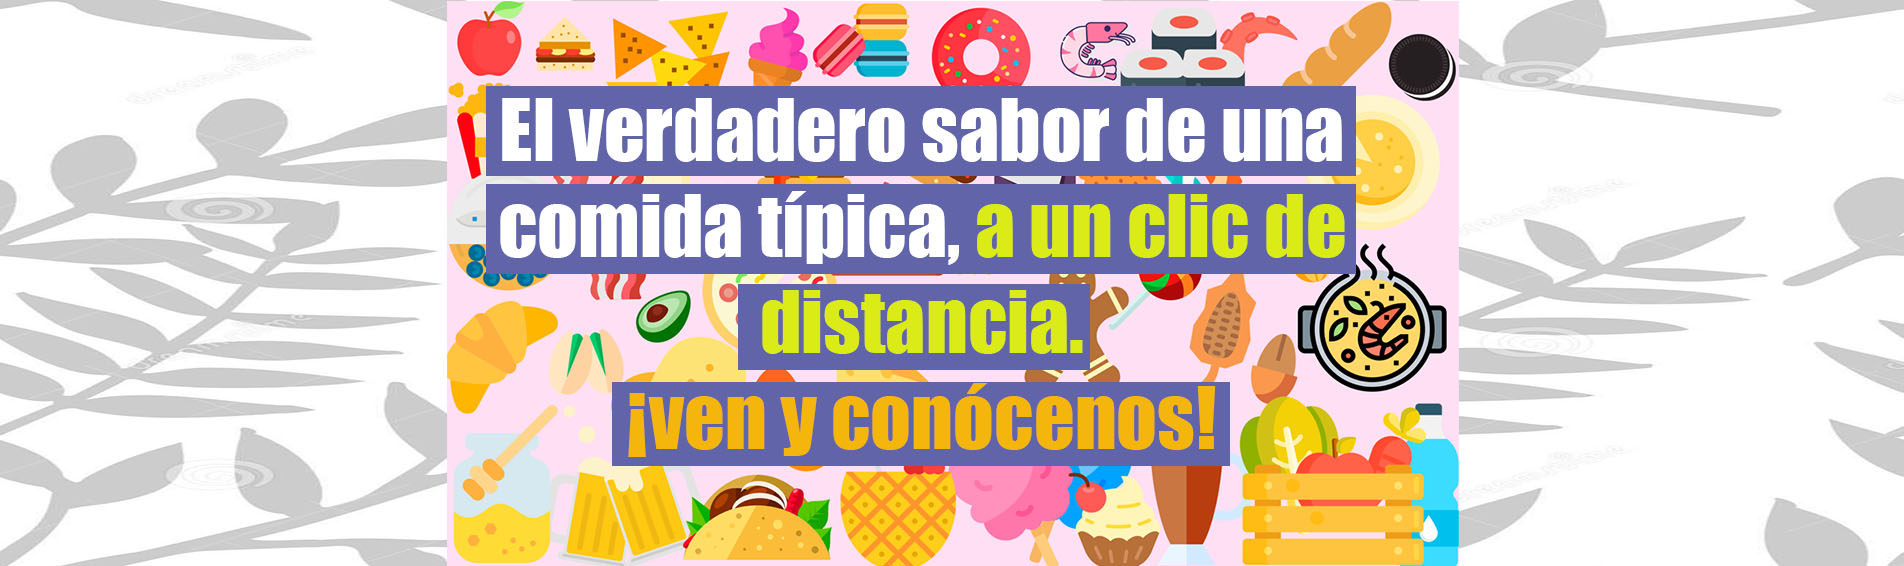 El verdadero sabor de una
comida típica, a un clic de
distancia.
¡ven y conócenos!